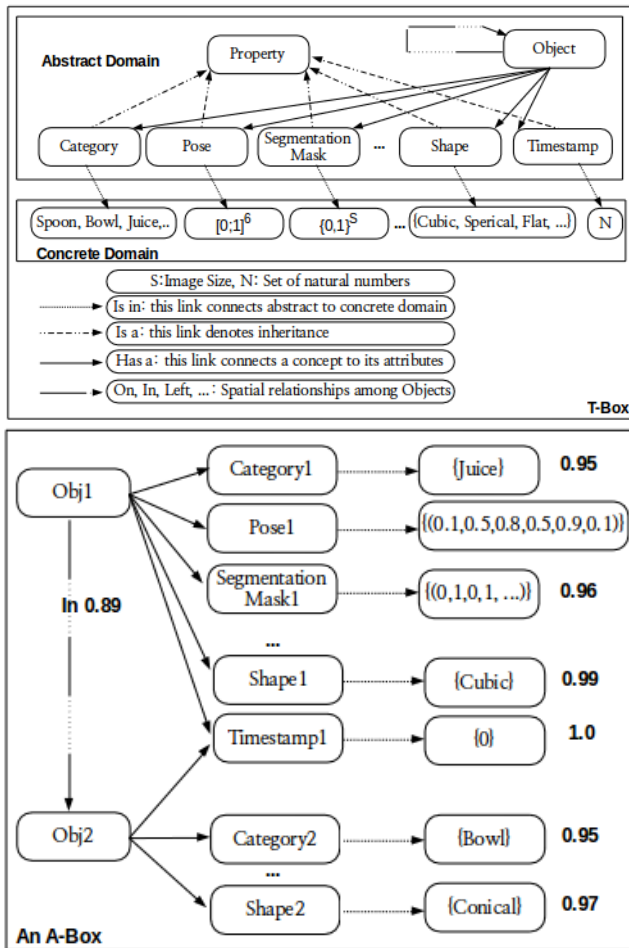 Abstract Domain
Property
Object
Category
Pose
Segmentation
Mask
...
Shape
Timestamp
Spoon, Bowl, Juice,..
[0;1]⁶
{0,1}ˢ
...
{Cubic, Sperical, Flat, ...}
N
Concrete Domain
S:Image Size, N: Set of natural numbers
Is in: this link connects abstract to concrete domain
Is a: this link denotes inheritance
Has a: this link connects a concept to its attributes
On, In, Left, ...: Spatial relationships among Objects
T-Box
Obj1
Category1
{Juice}
0.95
Pose1
{(0.1,0.5,0.8,0.5,0.9,0.1)}
Segmentation
Mask1
{(0,1,0,1, ...)}
0.96
In 0.89
...
Shape1
{Cubic}
0.99
Timestamp1
{0}
1.0
Obj2
Category2
{Bowl}
0.95
...
Shape2
{Conical}
0.97
An A-Box